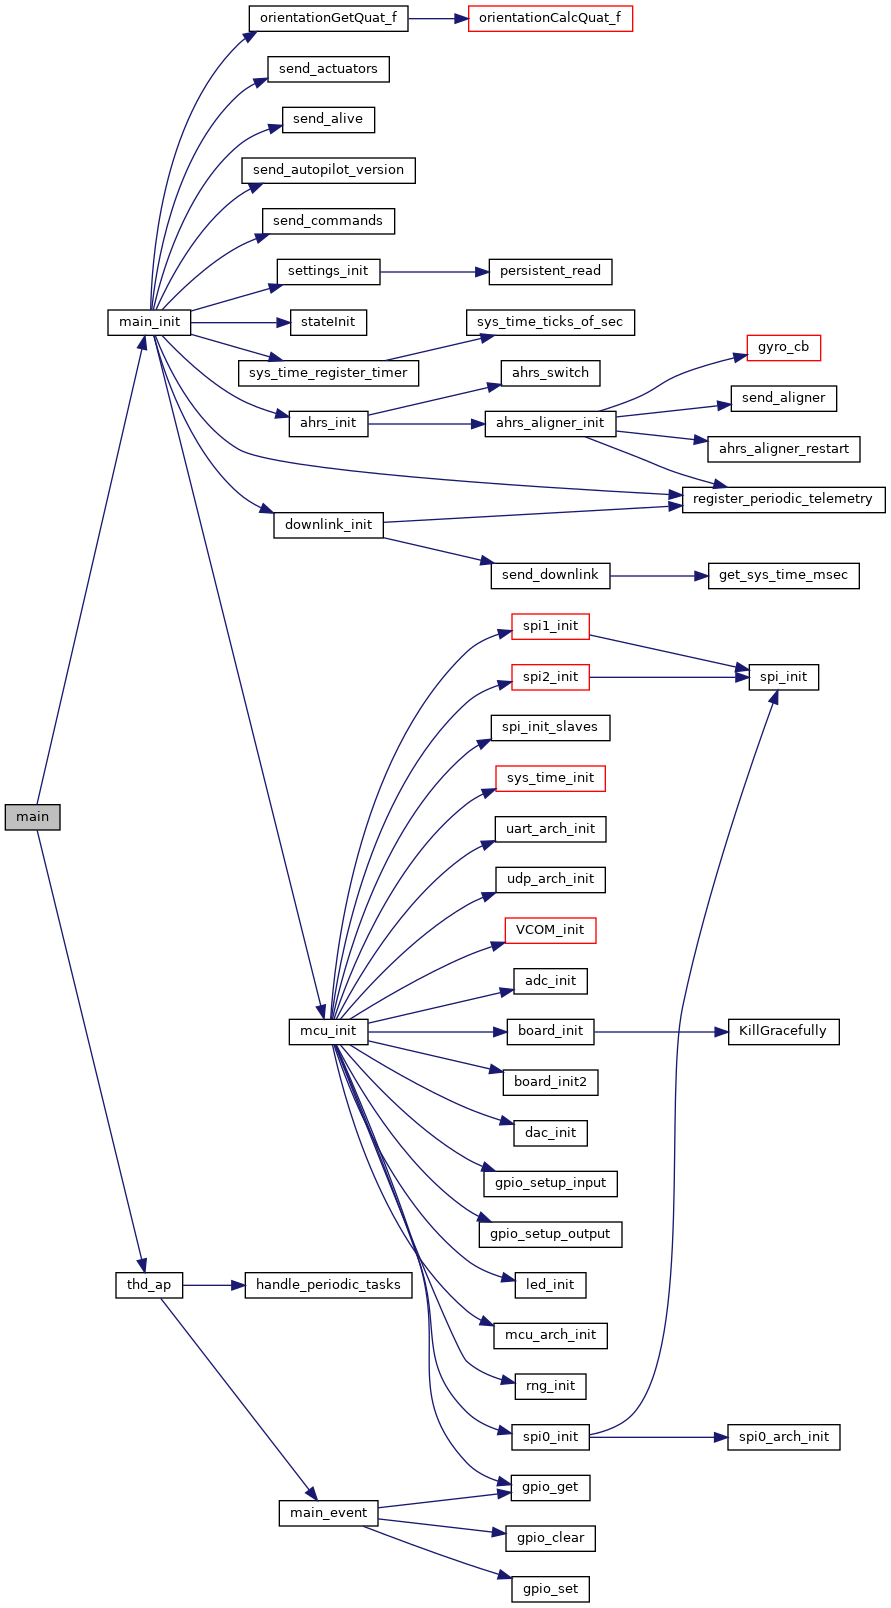 orientationGetQuat_f
orientationCalcQuat_f
send_actuators
send_alive
send_autopilot_version
send_commands
settings_init
persistent_read
main_init
stateInit
sys_time_ticks_of_sec
gyro_cb
sys_time_register_timer
ahrs_switch
send_aligner
ahrs_init
ahrs_aligner_init
ahrs_aligner_restart
register_periodic_telemetry
downlink_init
send_downlink
get_sys_time_msec
spi1_init
spi2_init
spi_init
spi_init_slaves
sys_time_init
main
uart_arch_init
udp_arch_init
VCOM_init
adc_init
mcu_init
board_init
KillGracefully
board_init2
dac_init
gpio_setup_input
gpio_setup_output
thd_ap
handle_periodic_tasks
led_init
mcu_arch_init
rng_init
spi0_init
spi0_arch_init
gpio_get
main_event
gpio_clear
gpio_set